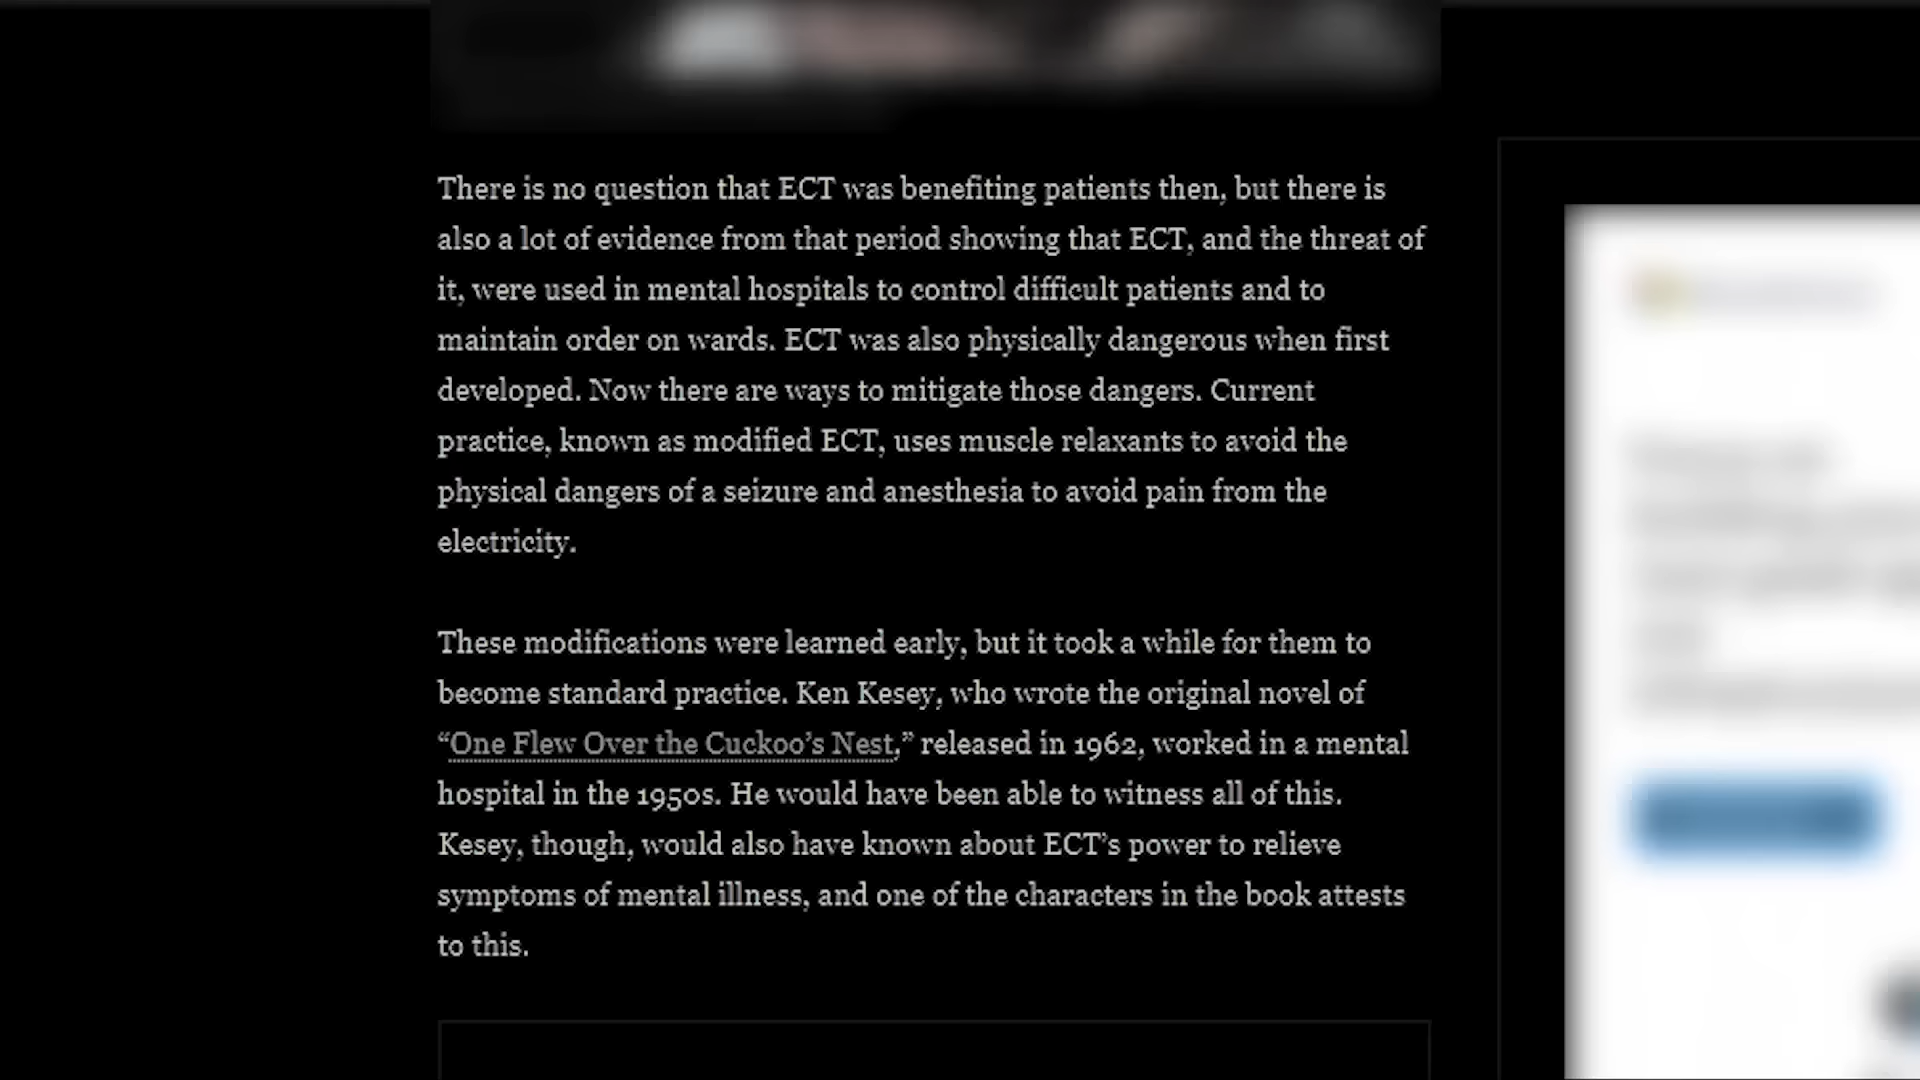 There is no question that ECT was benefiting patients then, but there is
also a lot of evidence from that period showing that ECT, and the threat of
it, were used in mental hospitals to control difficult patients and to
maintain order on wards. ECT was also physically dangerous when first
developed. Now there are ways to mitigate those dangers. Current
practice, known as modified ECT, uses muscle relaxants to avoid the
physical dangers of a seizure and anesthesia to avoid pain from the
electricity.
These modifications were learned early, but it took a while for them to
become standard practice. Ken Kesey, who wrote the original novel of
“One Flew Over the Cuckoo’s Nest,” released in 1962, worked in a mental
hospital in the 1950s. He would have been able to witness all of this.
Kesey, though, would also have known about ECT’s power to relieve
symptoms of mental illness, and one of the characters in the book attests
to this.